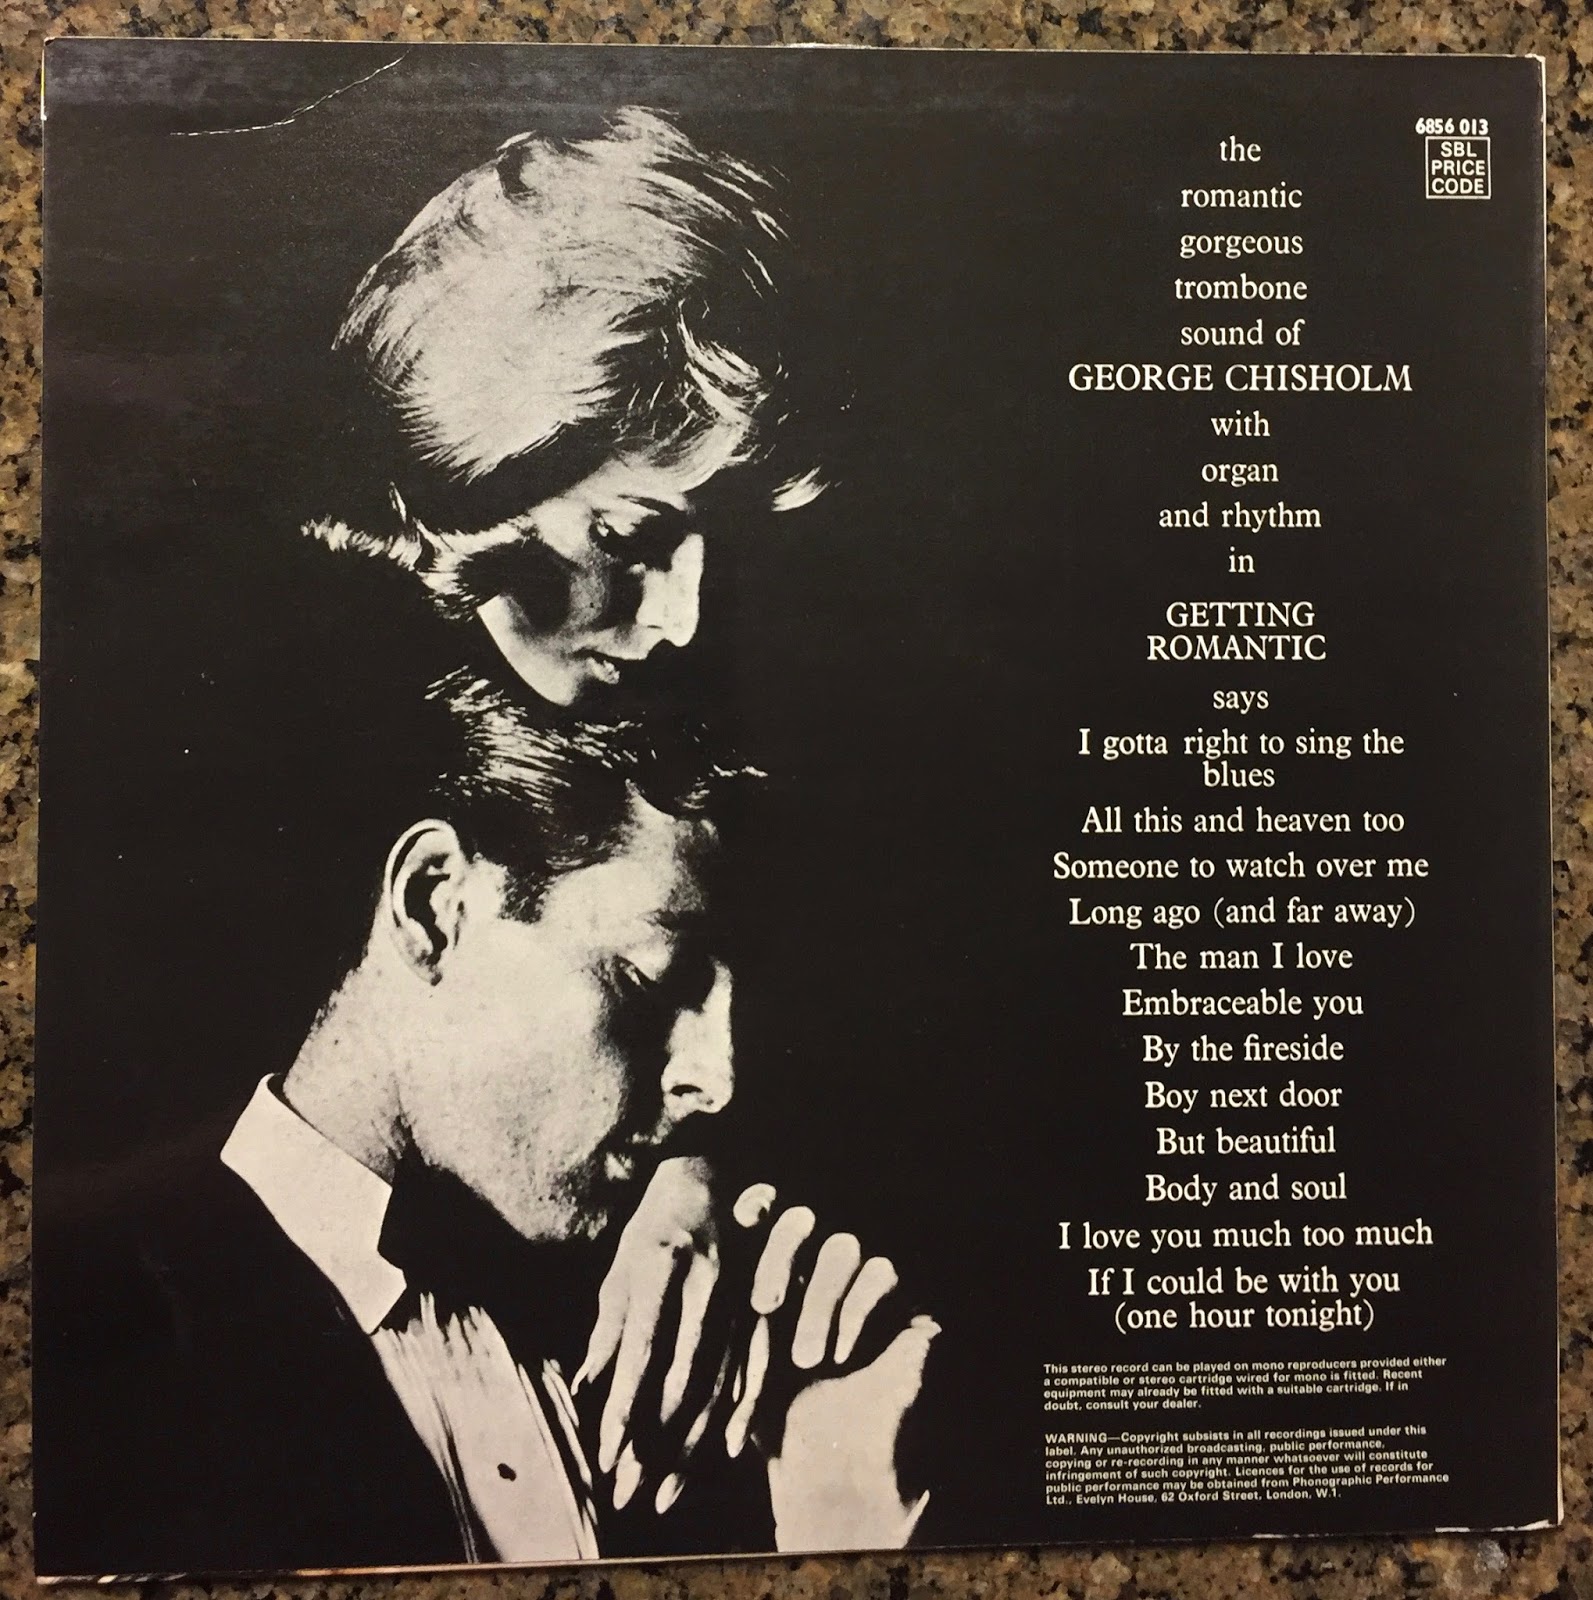 6856 013
SBL
PRICE
CODE
the
romantic
gorgeous
trombone
sound of
GEORGE CHISHOLM
with
organ
and rhythm
in
GETTING
ROMANTIC
says
I gotta right to sing the
blues
All this and heaven too
Someone to watch over me
Long ago (and far away)
The man I love
Embraceable you
By the fireside
Boy next door
But beautiful
Body and soul
I love you much too much
If I could be with you
(one hour tonight)
This stereo record can be played on mono reproducers provided either
a compatible or stereo cartridge wired for mono is fitted. Recent
equipment may already be fitted with a suitable cartridge. If in
doubt, consult your dealer.
WARNING—Copyright subsists in all recordings issued under this
label. Any unauthorized broadcasting, public performance,
copying or re-recording in any manner whatsoever will constitute
infringement of such copyright. Licences for the use of records for
public performance may be obtained from Phonographic Performance
Ltd., Evelyn House, 62 Oxford Street, London, W.1.